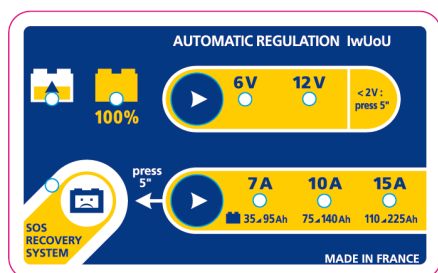 AUTOMATIC REGULATION IwUoU
6V 12V
< 2V :
press 5"
100%
press
5"
7A 10A 15A
35 95Ah 75 140Ah 110 225Ah
SOS
RECOVERY
SYSTEM
MADE IN FRANCE